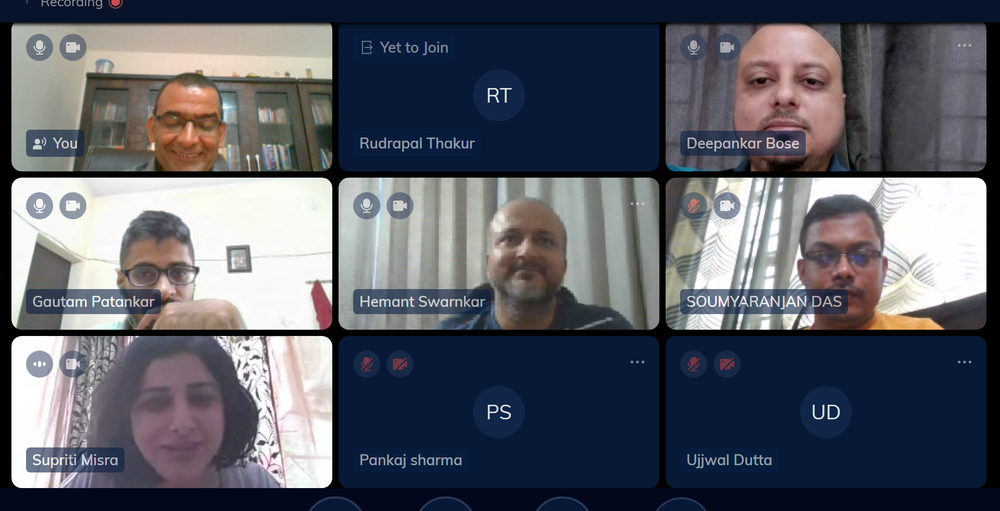 Recording
You
Yet to Join
RT
Rudrapal Thakur
Deepankar Bose
Gautam Patankar
Hemant Swarnkar
SOUMYARANJAN DAS
Supriti Misra
PS
Pankaj sharma
UD
Ujjwal Dutta